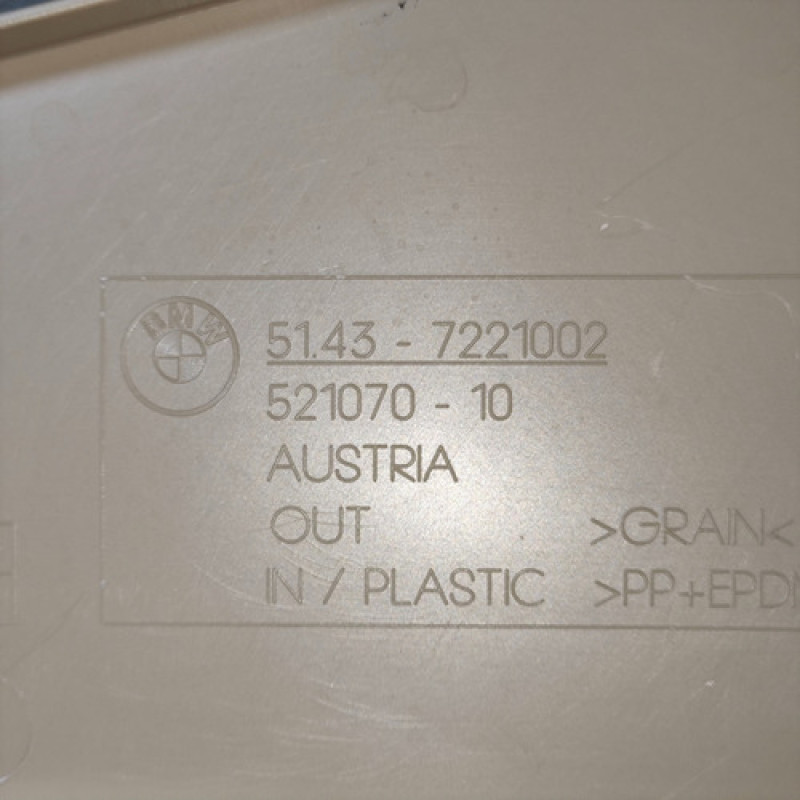 BMW
51.43 - 7221002
521070 - 10
AUSTRIA
OUT >GRAIN<
IN / PLASTIC >PP+EPD